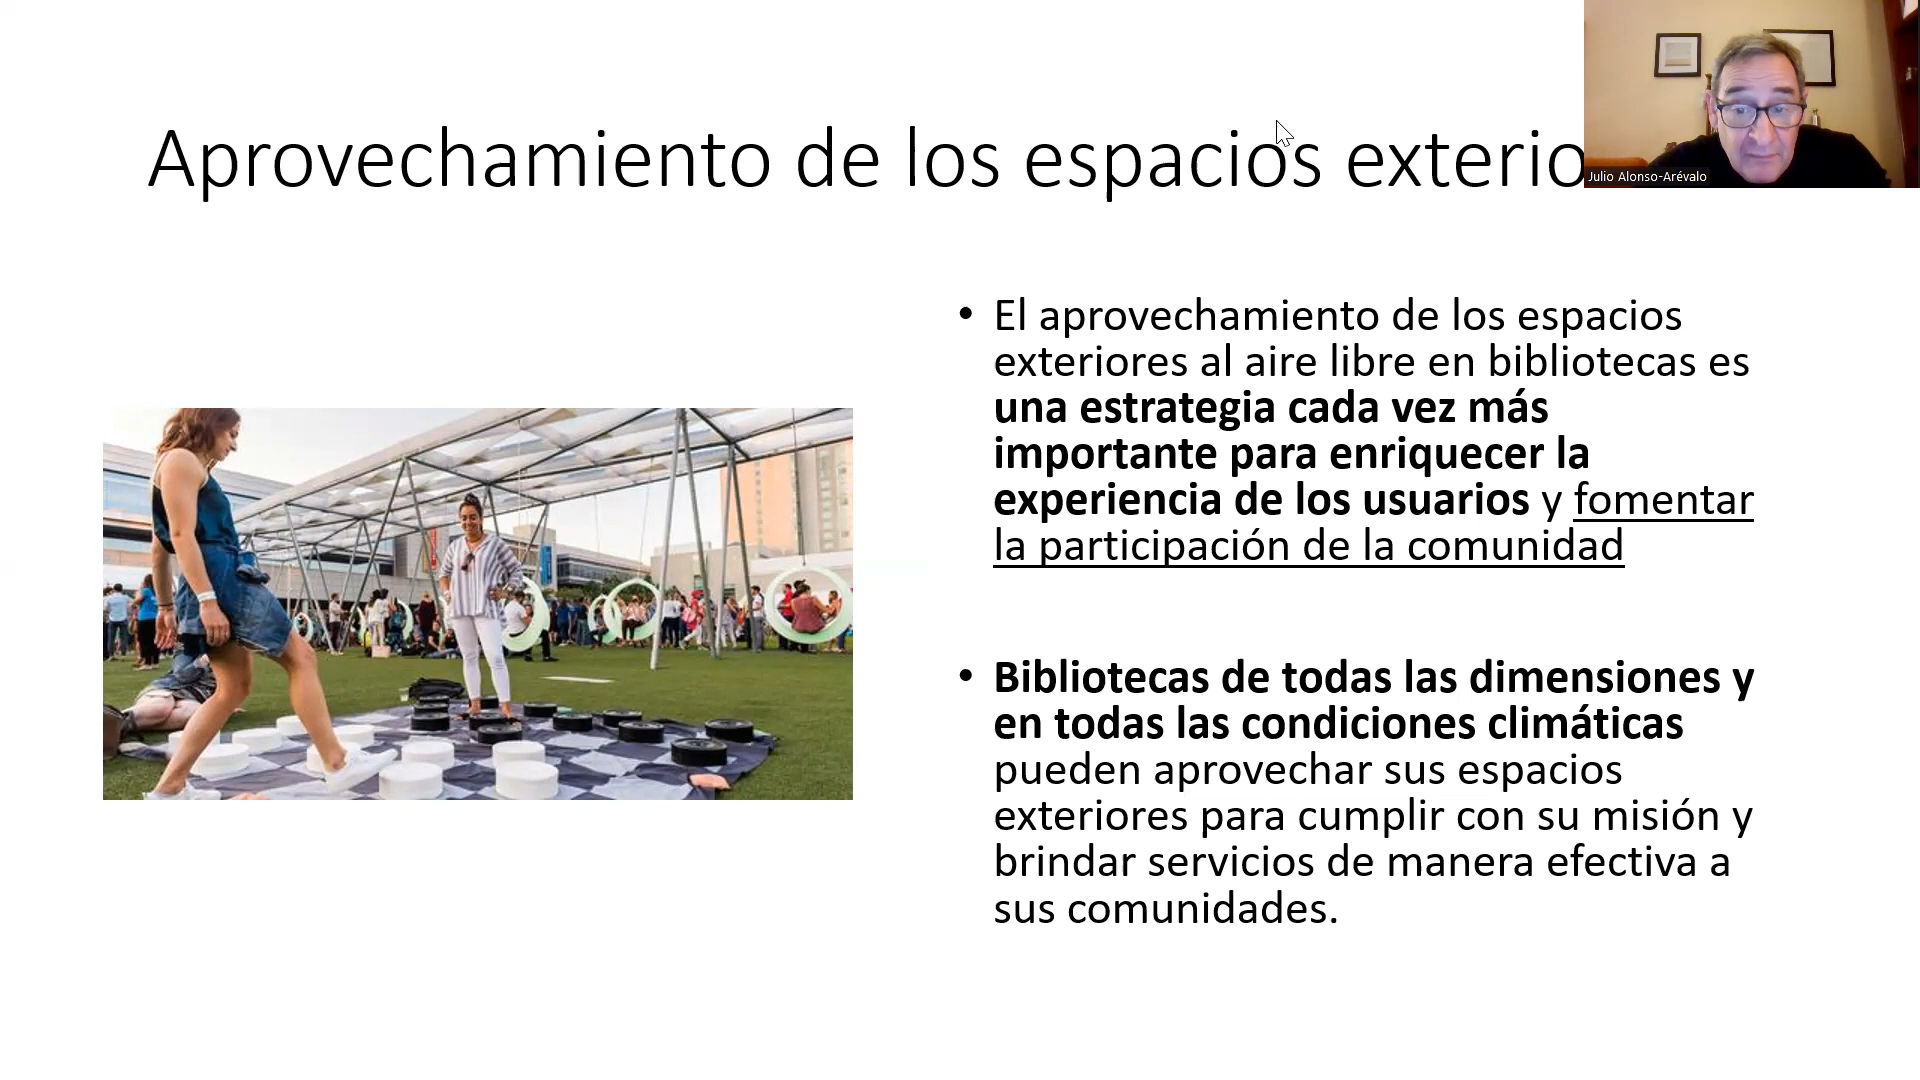 Aprovechamiento de los espacios exterio
Julio Alonso-Arévalo
• El aprovechamiento de los espacios
exteriores al aire libre en bibliotecas es
una estrategia cada vez más
importante para enriquecer la
experiencia de los usuarios y fomentar
la participación de la comunidad
• Bibliotecas de todas las dimensiones y
en todas las condiciones climáticas
pueden aprovechar sus espacios
exteriores para cumplir con su misión y
brindar servicios de manera efectiva a
sus comunidades.